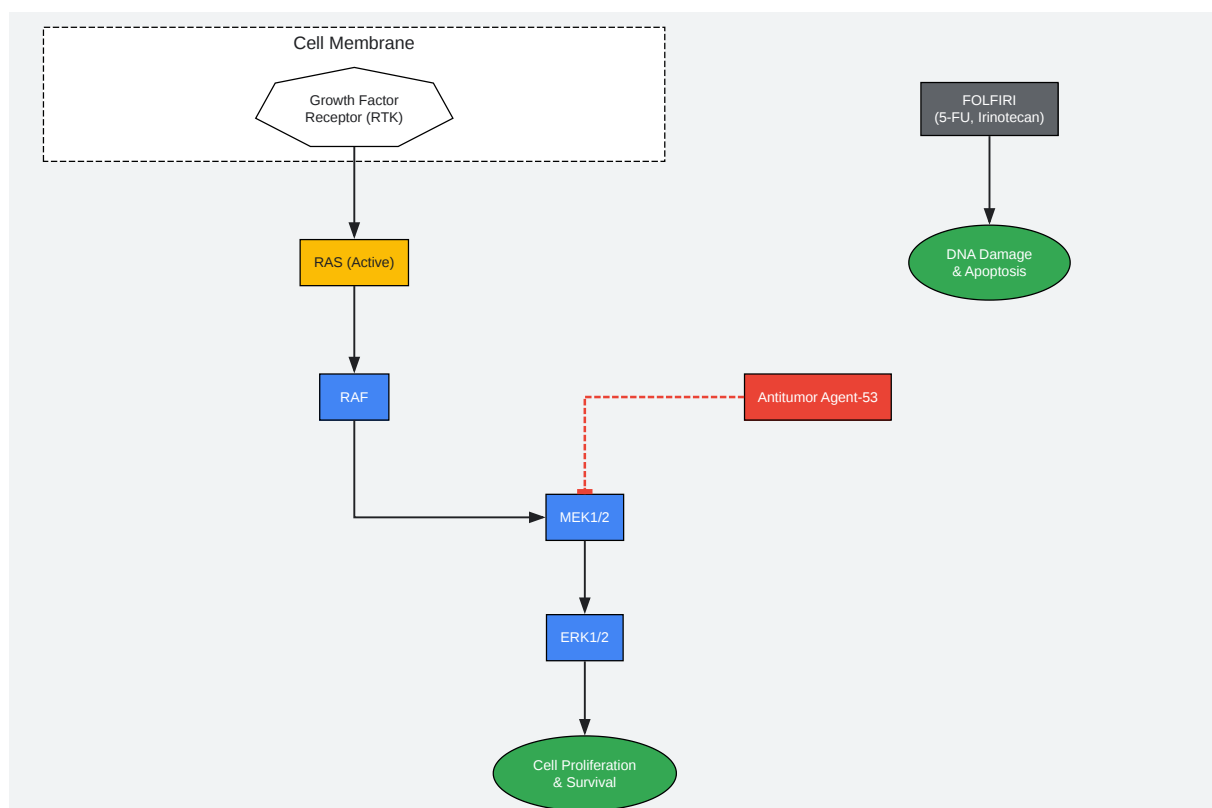 Cell Membrane
Growth Factor
Receptor (RTK)
FOLFIRI
(5-FU, Irinotecan)
RAS (Active)
DNA Damage
& Apoptosis
RAF
Antitumor Agent-53
MEK1/2
ERK1/2
Cell Proliferation
& Survival